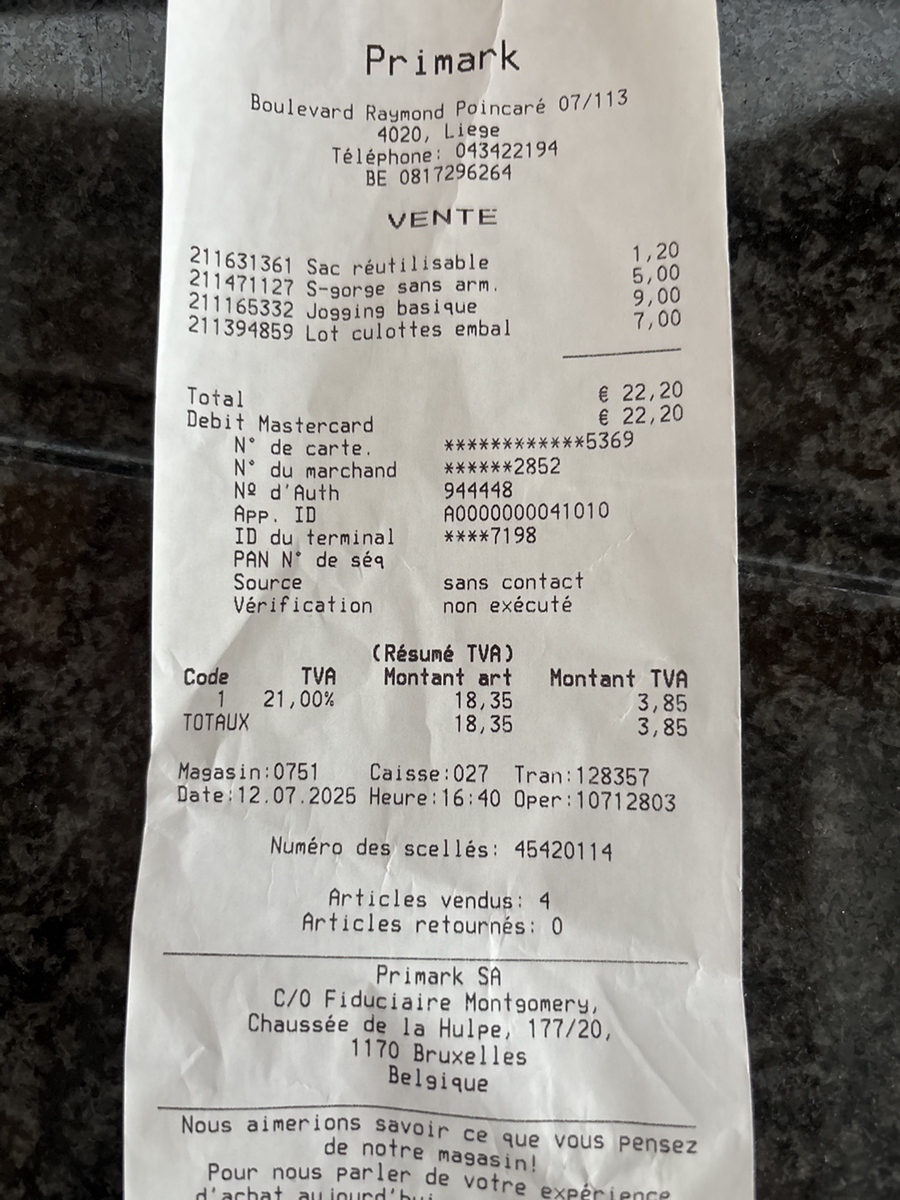 Primark
Boulevard Raymond Poincaré 07/113
4020, Liege
Téléphone: 043422194
BE 0817296264
VENTE
211631361 Sac réutilisable 1,20
211471127 S-gorge sans arm. 5,00
211165332 Jogging basique 9,00
211394859 Lot culottes embal 7,00
Total € 22,20
Debit Mastercard € 22,20
N° de carte. ************5369
N° du marchand ******2852
Nº d'Auth 944448
App. ID A0000000041010
ID du terminal ****7198
PAN N° de séq
Source sans contact
Vérification non exécuté
(Résumé TVA)
Code TVA Montant art Montant TVA
1 21,00% 18,35 3,85
TOTAUX 18,35 3,85
Magasin:0751 Caisse:027 Tran:128357
Date:12.07.2025 Heure:16:40 Oper:10712803
Numéro des scellés: 45420114
Articles vendus: 4
Articles retournés: 0
Primark SA
C/O Fiduciaire Montgomery,
Chaussée de la Hulpe, 177/20,
1170 Bruxelles
Belgique
Nous aimerions savoir ce que vous pensez
de notre magasin!
Pour nous parler de votre expérience
d'achat aujourd'hui